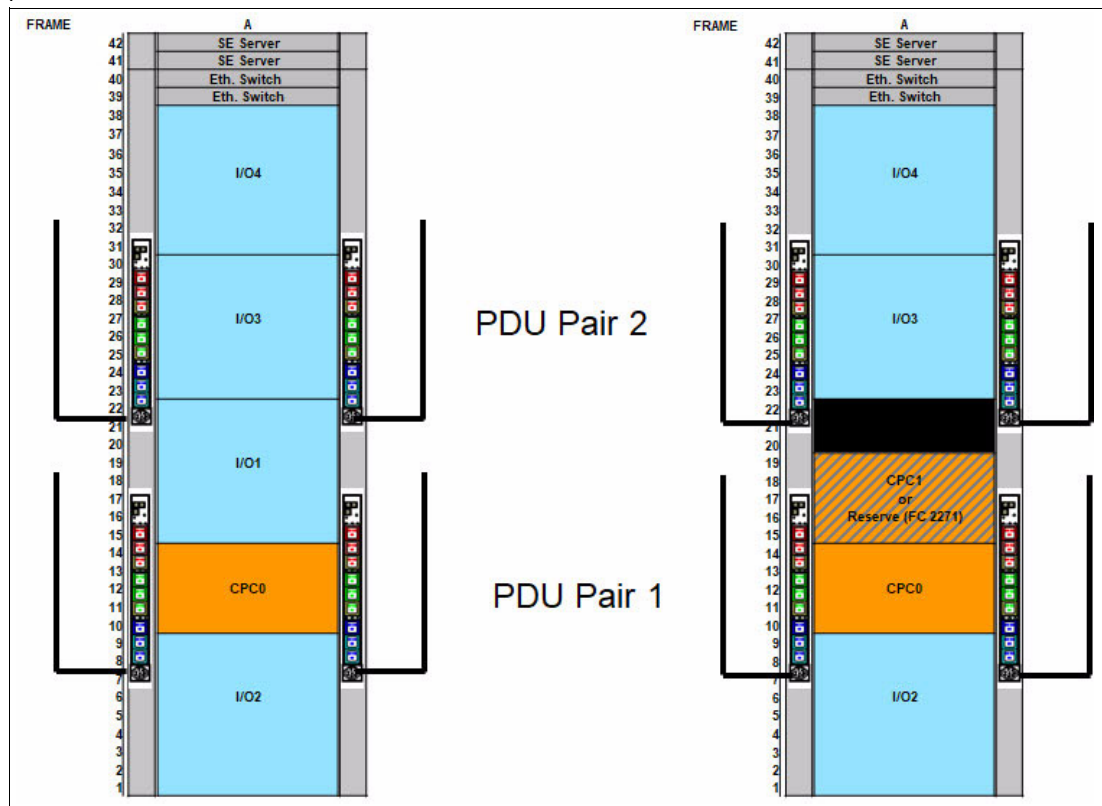 FRAME A
42 SE Server
41 SE Server
40 Eth. Switch
39 Eth. Switch
38
37
36
35 I/O4
34
33
32
31
30
29
28
27 I/O3
26
25
24
23
22
21
20
19 I/O1
18
17
16
15
14
13
12 CPC0
11
10
9
8
7
6 I/O2
5
4
3
2
1
PDU Pair 2
PDU Pair 1
FRAME A
42 SE Server
41 SE Server
40 Eth. Switch
39 Eth. Switch
38
37
36
35 I/O4
34
33
32
31
30
29
28
27 I/O3
26
25
24
23
22
21
20
19
18 CPC1
17 or
16 Reserve (FC 2271)
15
14
13
12 CPC0
11
10
9
8
7
6 I/O2
5
4
3
2
1